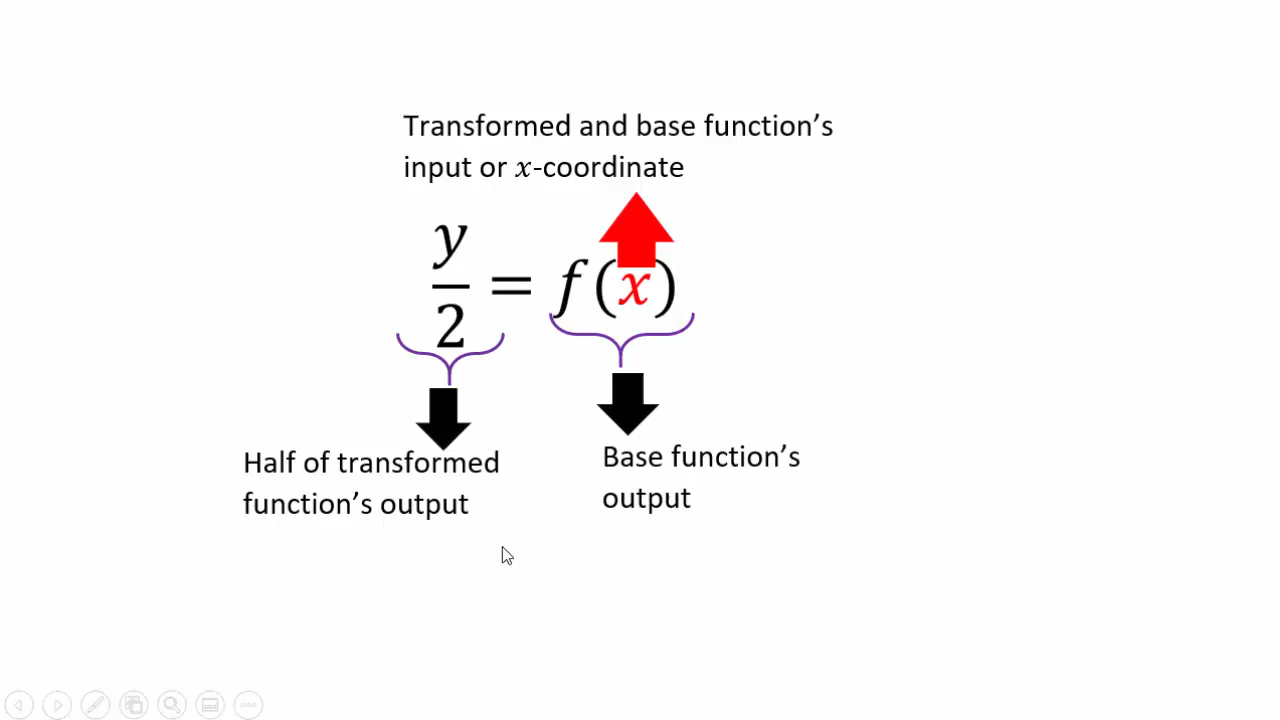 Transformed and base function’s
input or x-coordinate
y/2 = f(x)
Half of transformed
function’s output
Base function’s
output